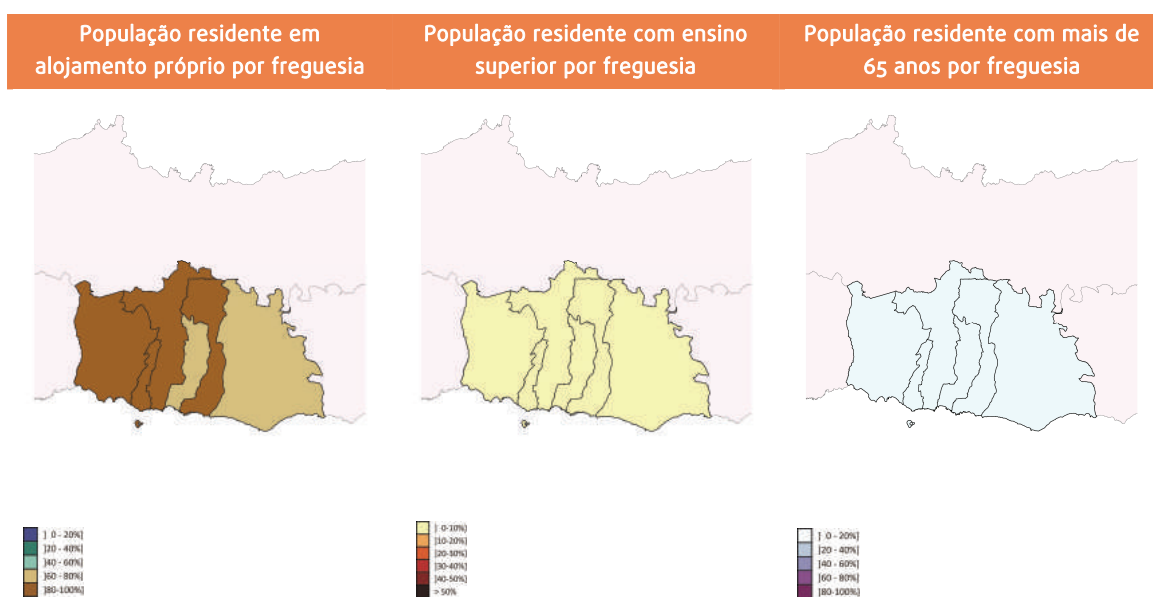 População residente em
alojamento próprio por freguesia
População residente com ensino
superior por freguesia
População residente com mais de
65 anos por freguesia
] 0 - 20%]
]20 - 40%]
]40 - 60%]
]60 - 80%]
]80-100%]
] 0-10%]
]10-20%]
]20-30%]
]30-40%]
]40-50%]
> 50%
] 0 - 20%]
]20 - 40%]
]40 - 60%]
]60 - 80%]
]80-100%]